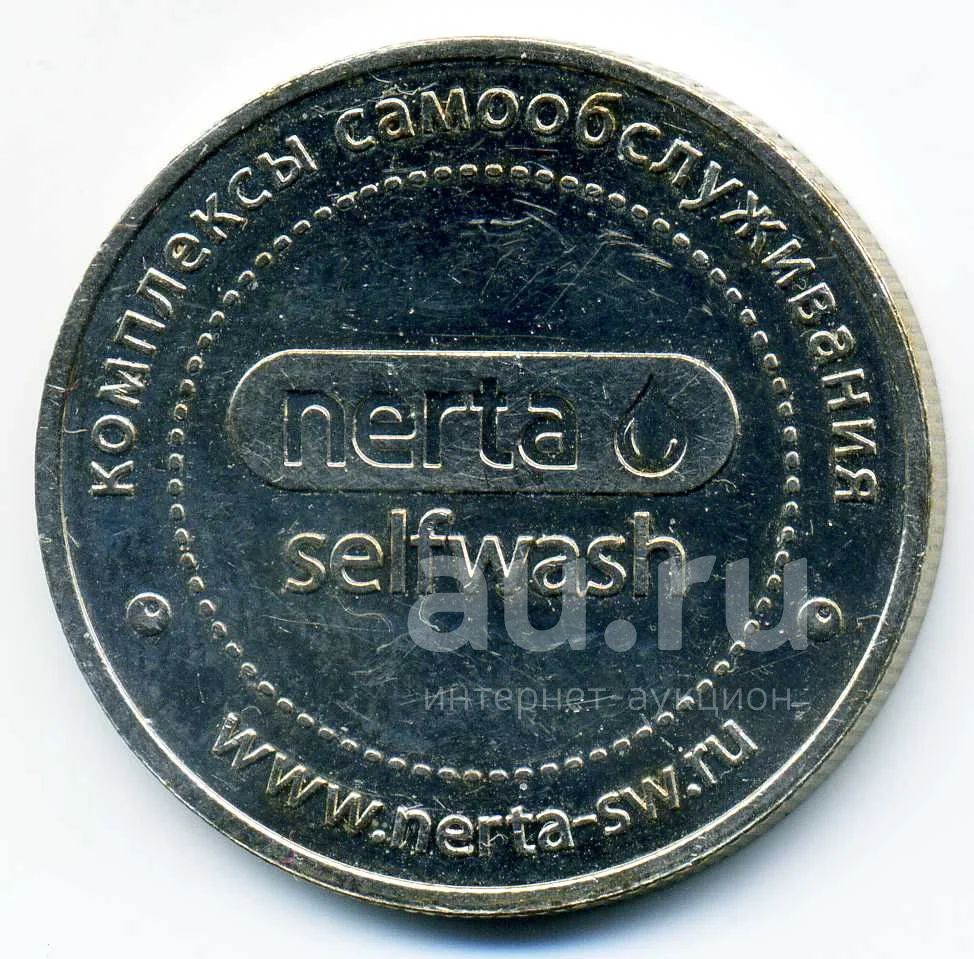 комплексы самообслуживания
nerta
selfwash
au.ru
интернет-аукцион
www.nerta-sw.ru